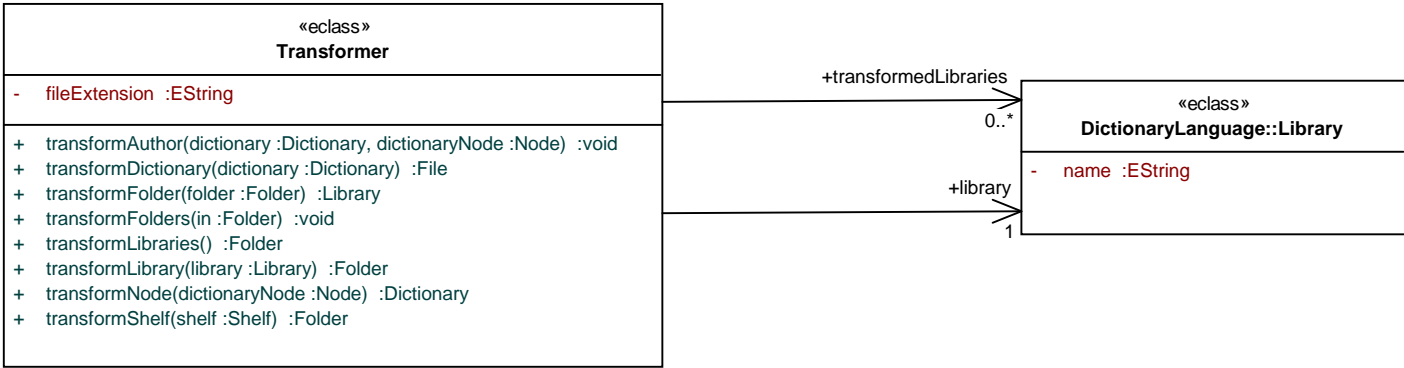 «eclass»
Transformer
- fileExtension :EString
+ transformAuthor(dictionary :Dictionary, dictionaryNode :Node) :void
+ transformDictionary(dictionary :Dictionary) :File
+ transformFolder(folder :Folder) :Library
+ transformFolders(in :Folder) :void
+ transformLibraries() :Folder
+ transformLibrary(library :Library) :Folder
+ transformNode(dictionaryNode :Node) :Dictionary
+ transformShelf(shelf :Shelf) :Folder
+transformedLibraries
0..*
+library
1
«eclass»
DictionaryLanguage::Library
- name :EString